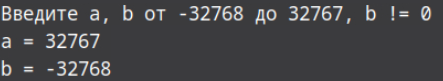 Введите a, b от -32768 до 32767, b != 0
a = 32767
b = -32768